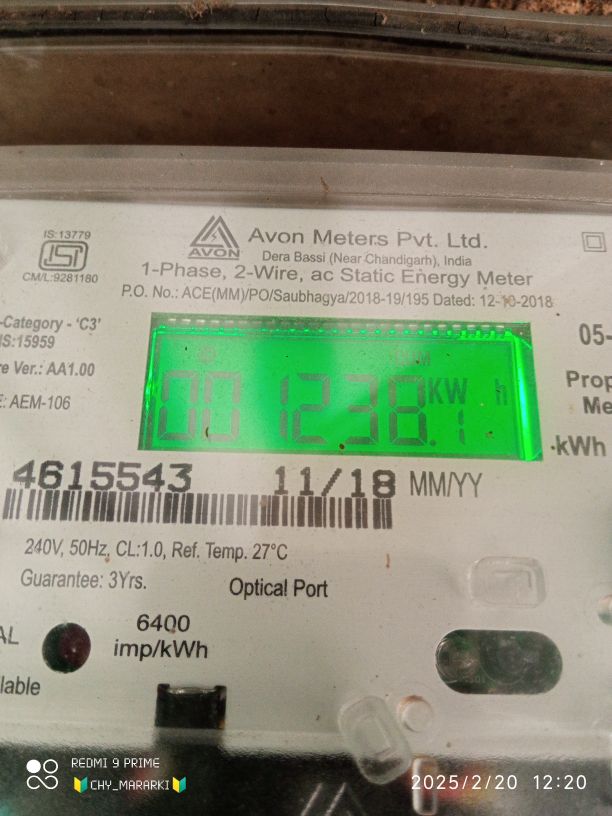 IS:13779
ISI
CM/L:9281180
AVON
Avon Meters Pvt. Ltd.
Dera Bassi (Near Chandigarh), India
1-Phase, 2-Wire, ac Static Energy Meter
P.O. No.: ACE(MM)/PO/Saubhagya/2018-19/195 Dated: 12-10-2018
-Category - 'C3'
IS:15959
re Ver.: AA1.00
E: AEM-106
CUM
001238.1 KW h
05-
Prop
Me
-kWh
4615543 11/18 MM/YY
240V, 50Hz, CL:1.0, Ref. Temp. 27°C
Guarantee: 3Yrs.
Optical Port
AL
6400
imp/kWh
lable
REDMI 9 PRIME
CHY_MARARKI
2025/2/20 12:20